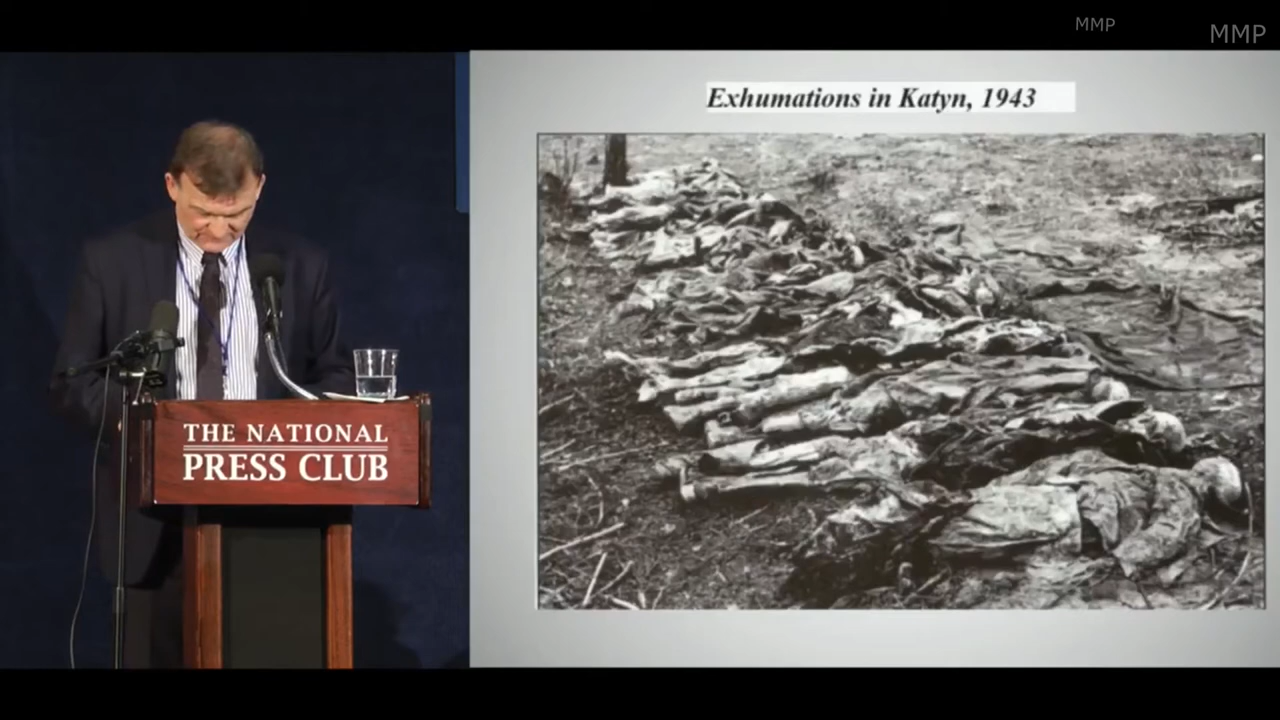 MMP
MMP
Exhumations in Katyn, 1943
THE NATIONAL
PRESS CLUB